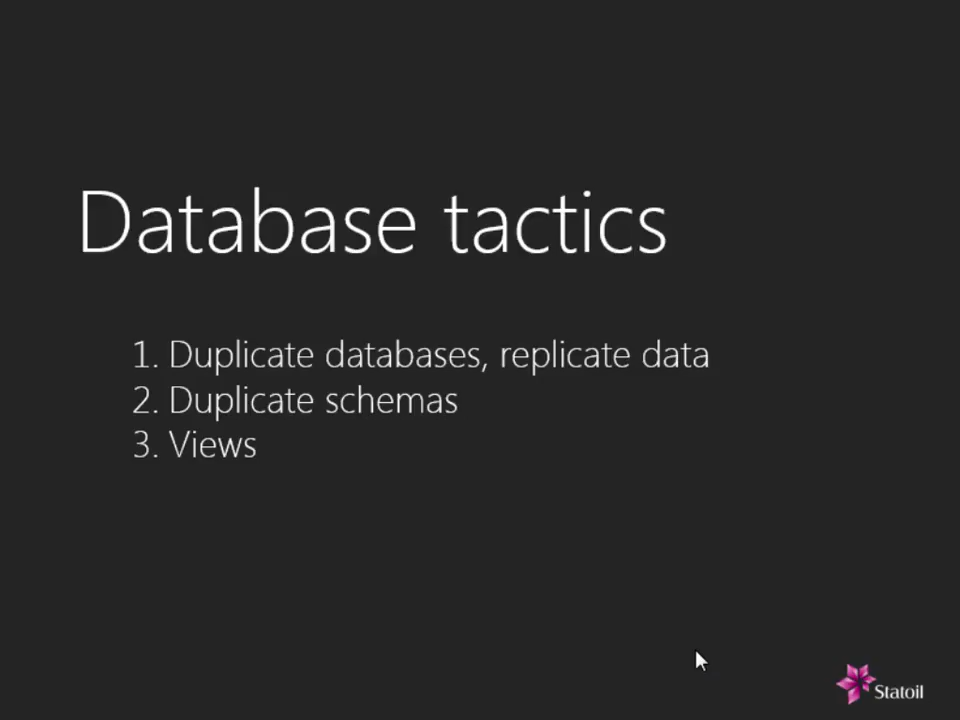 Database tactics
1. Duplicate databases, replicate data
2. Duplicate schemas
3. Views
Statoil